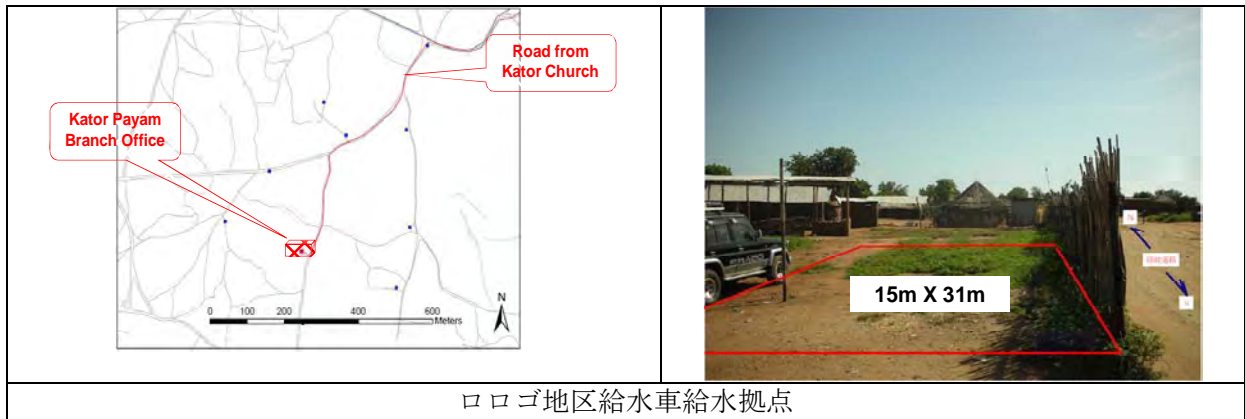 Road from
Kator Church
Kator Payam
Branch Office
0 100 200 400 600
Meters
N
15m X 31m
ロロゴ地区給水車給水拠点